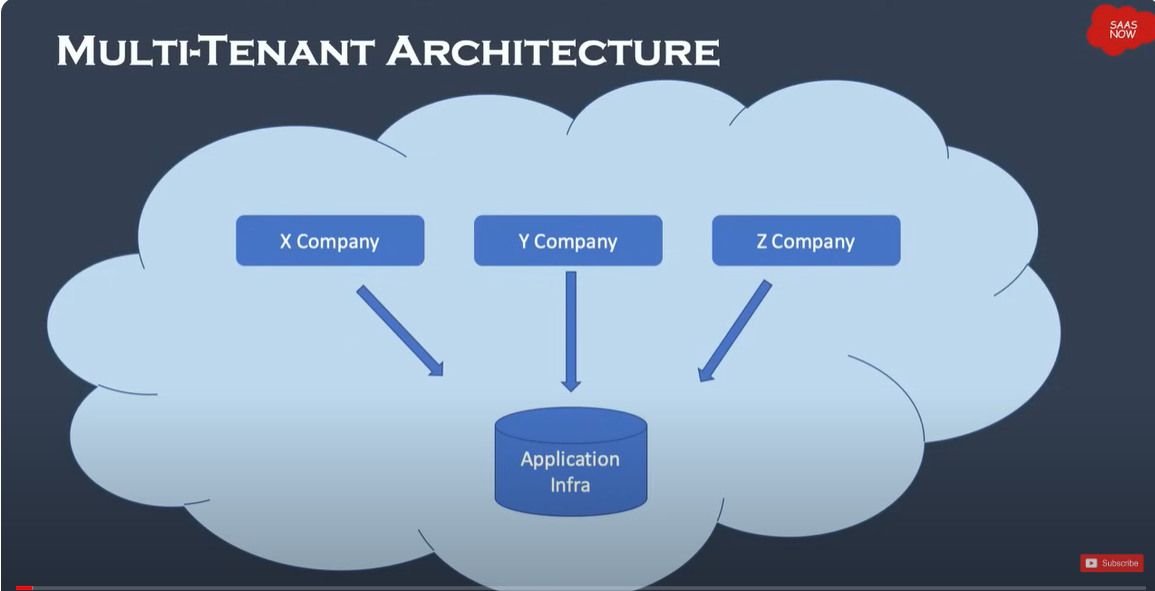 MULTI-TENANT ARCHITECTURE
SAAS
NOW
X Company
Y Company
Z Company
Application
Infra
Subscribe